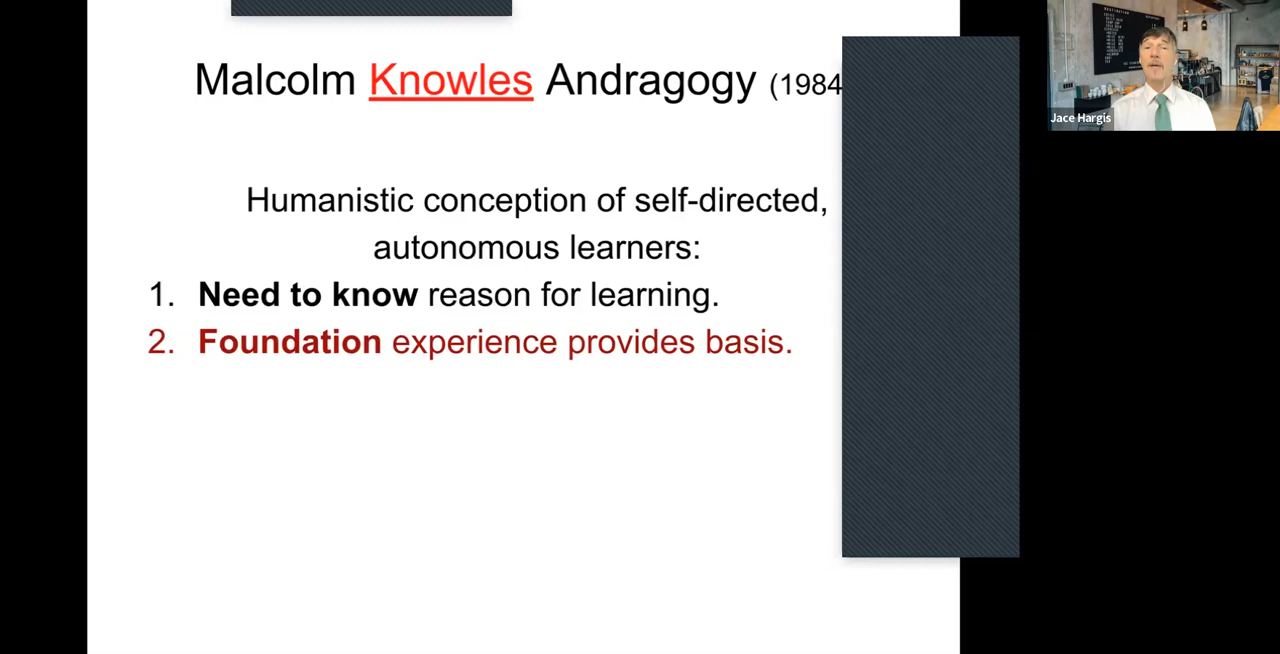 Malcolm Knowles Andragogy (1984
Humanistic conception of self-directed,
autonomous learners:
1. Need to know reason for learning.
2. Foundation experience provides basis.
Jace Hargis